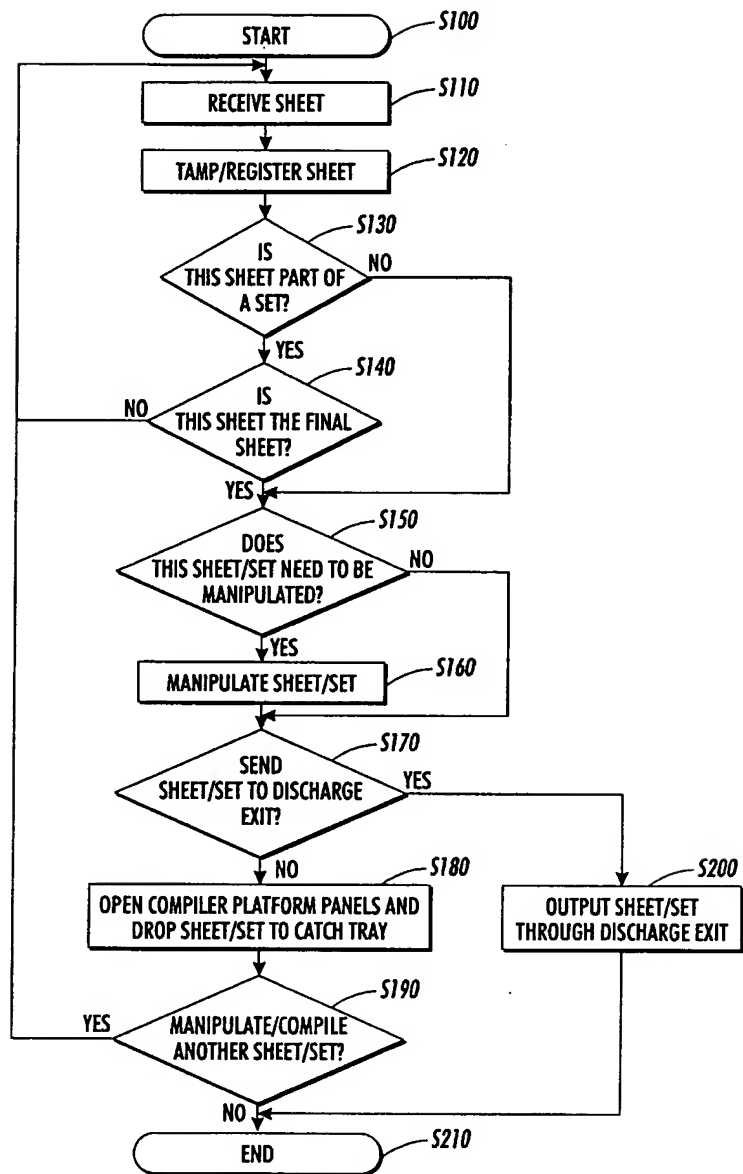 START
S100
RECEIVE SHEET
S110
TAMP/REGISTER SHEET
S120
S130
IS
THIS SHEET PART OF
A SET?
NO
YES
S140
IS
THIS SHEET THE FINAL
SHEET?
NO
YES
S150
DOES
THIS SHEET/SET NEED TO BE
MANIPULATED?
NO
YES
MANIPULATE SHEET/SET
S160
S170
SEND
SHEET/SET TO DISCHARGE
EXIT?
YES
NO
S180
OPEN COMPILER PLATFORM PANELS AND
DROP SHEET/SET TO CATCH TRAY
S200
OUTPUT SHEET/SET
THROUGH DISCHARGE EXIT
S190
MANIPULATE/COMPILE
ANOTHER SHEET/SET?
YES
NO
END
S210